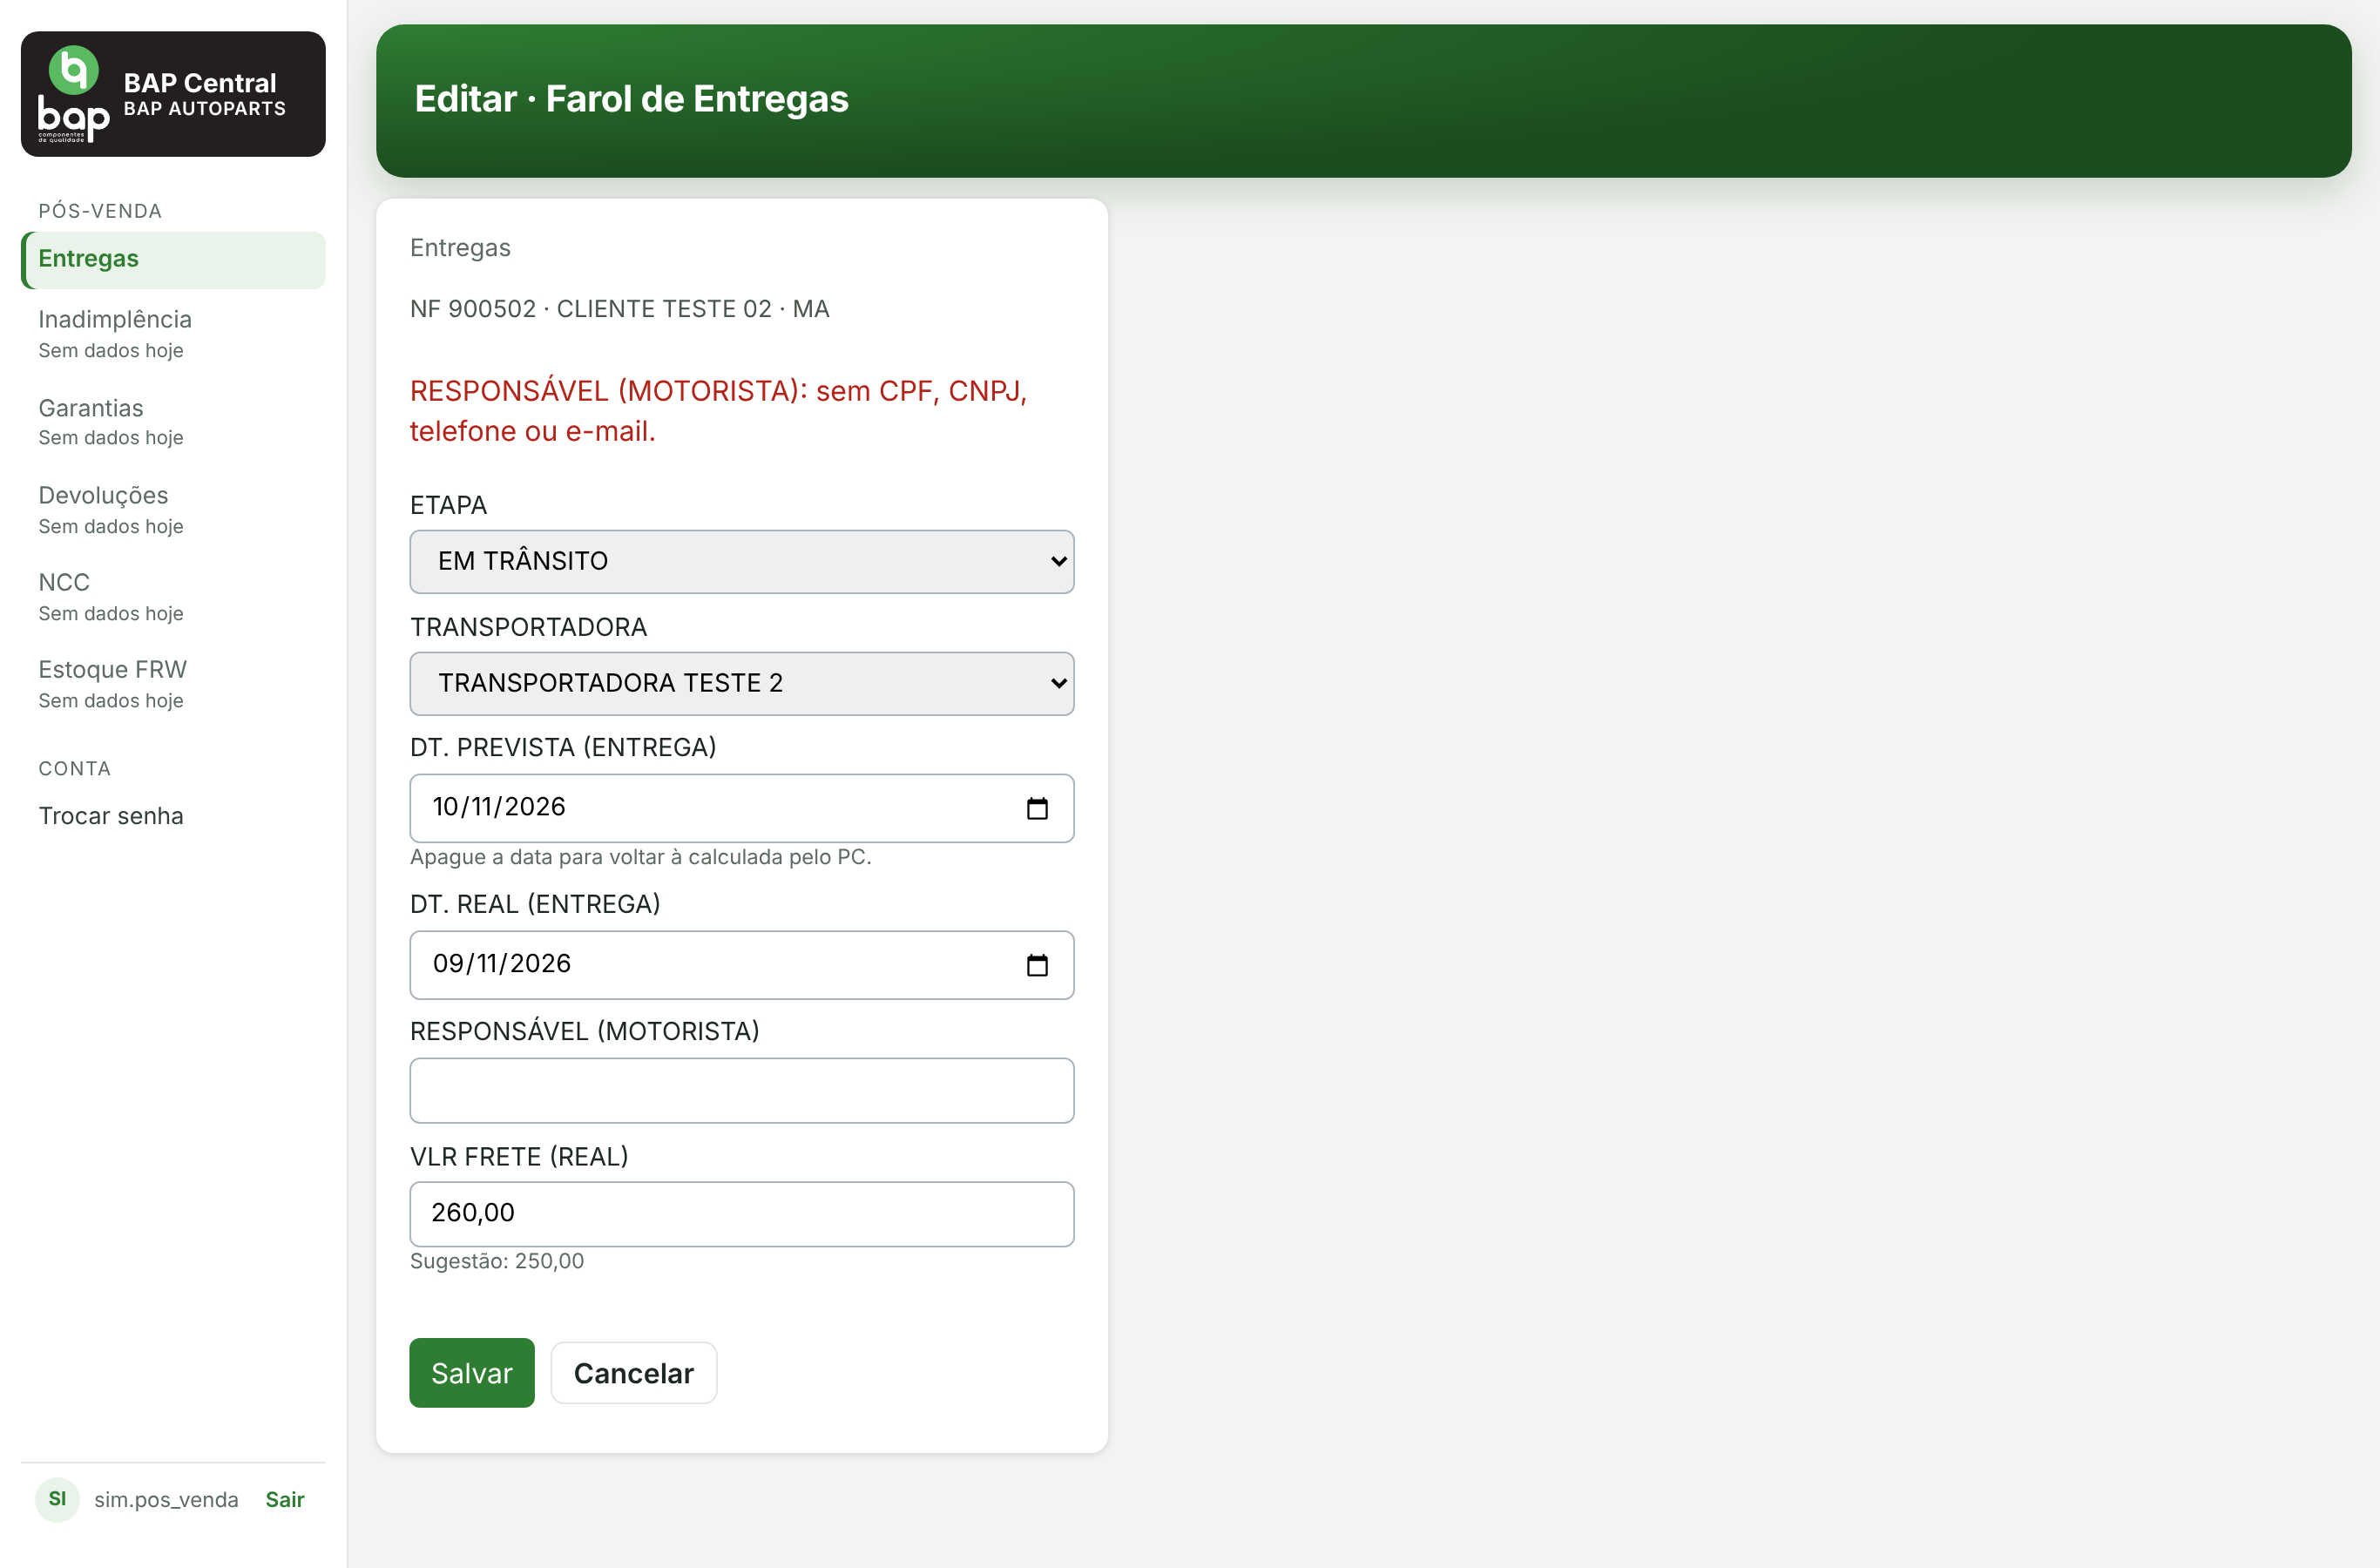 bap
componentes
de qualidade
BAP Central
BAP AUTOPARTS
PÓS-VENDA
Entregas
Inadimplência
Sem dados hoje
Garantias
Sem dados hoje
Devoluções
Sem dados hoje
NCC
Sem dados hoje
Estoque FRW
Sem dados hoje
CONTA
Trocar senha
SI
sim.pos_venda
Sair
Editar · Farol de Entregas
Entregas
NF 900502 · CLIENTE TESTE 02 · MA
RESPONSÁVEL (MOTORISTA): sem CPF, CNPJ,
telefone ou e-mail.
ETAPA
EM TRÂNSITO
TRANSPORTADORA
TRANSPORTADORA TESTE 2
DT. PREVISTA (ENTREGA)
10/11/2026
Apague a data para voltar à calculada pelo PC.
DT. REAL (ENTREGA)
09/11/2026
RESPONSÁVEL (MOTORISTA)
VLR FRETE (REAL)
260,00
Sugestão: 250,00
Salvar
Cancelar